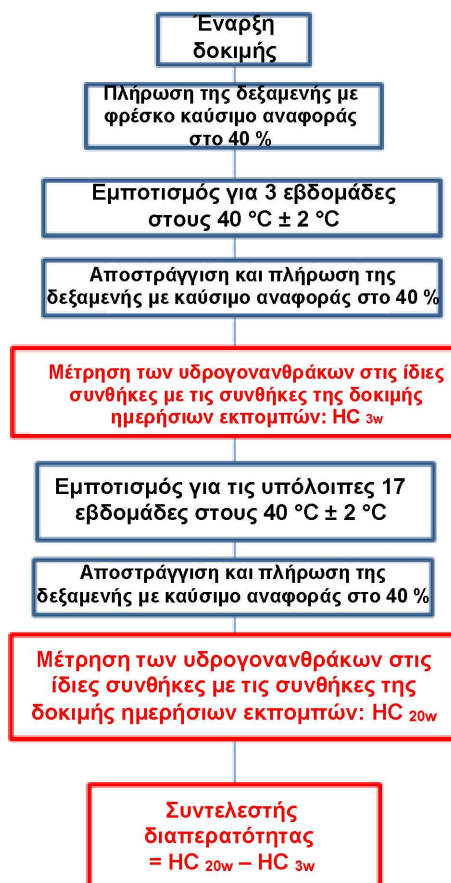 Έναρξη
δοκιμής
Πλήρωση της δεξαμενής με
φρέσκο καύσιμο αναφοράς
στο 40 %
Εμποτισμός για 3 εβδομάδες
στους 40 °C ± 2 °C
Αποστράγγιση και πλήρωση της
δεξαμενής με καύσιμο αναφοράς στο 40 %
Μέτρηση των υδρογονανθράκων στις ίδιες
συνθήκες με τις συνθήκες της δοκιμής
ημερήσιων εκπομπών: HC 3w
Εμποτισμός για τις υπόλοιπες 17
εβδομάδες στους 40 °C ± 2 °C
Αποστράγγιση και πλήρωση της
δεξαμενής με καύσιμο αναφοράς στο 40 %
Μέτρηση των υδρογονανθράκων στις
ίδιες συνθήκες με τις συνθήκες της
δοκιμής ημερήσιων εκπομπών: HC 20w
Συντελεστής
διαπερατότητας
= HC 20w – HC 3w